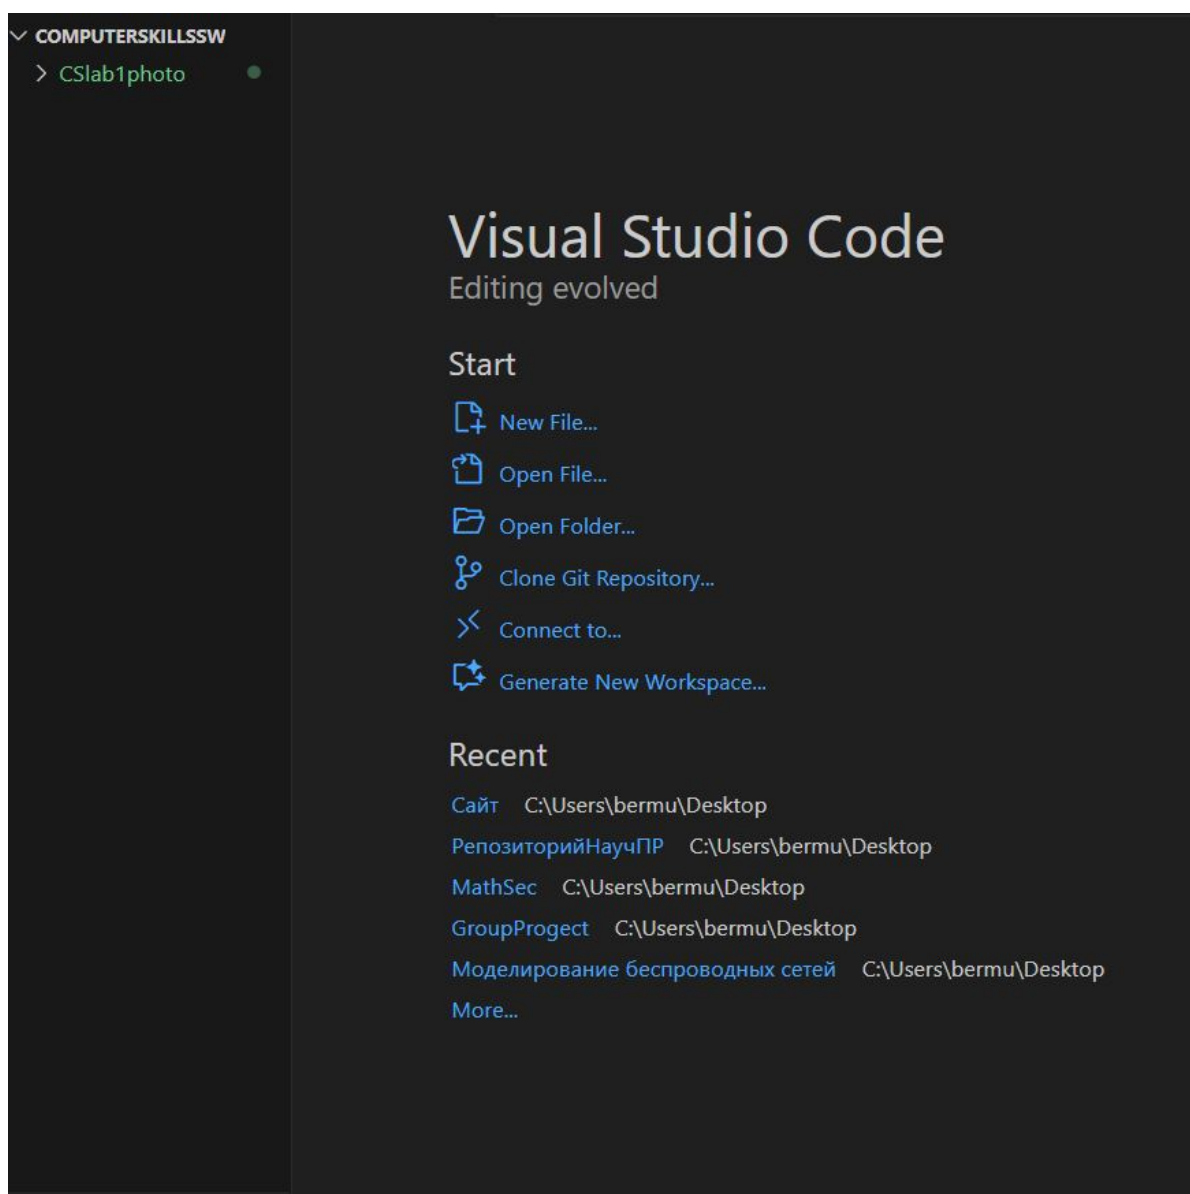 COMPUTERSKILLSSW
CSlab1photo
Visual Studio Code
Editing evolved
Start
New File...
Open File...
Open Folder...
Clone Git Repository...
Connect to...
Generate New Workspace...
Recent
Сайт C:\Users\bermu\Desktop
РепозиторийНаучПР C:\Users\bermu\Desktop
MathSec C:\Users\bermu\Desktop
GroupProgect C:\Users\bermu\Desktop
Моделирование беспроводных сетей C:\Users\bermu\Desktop
More...